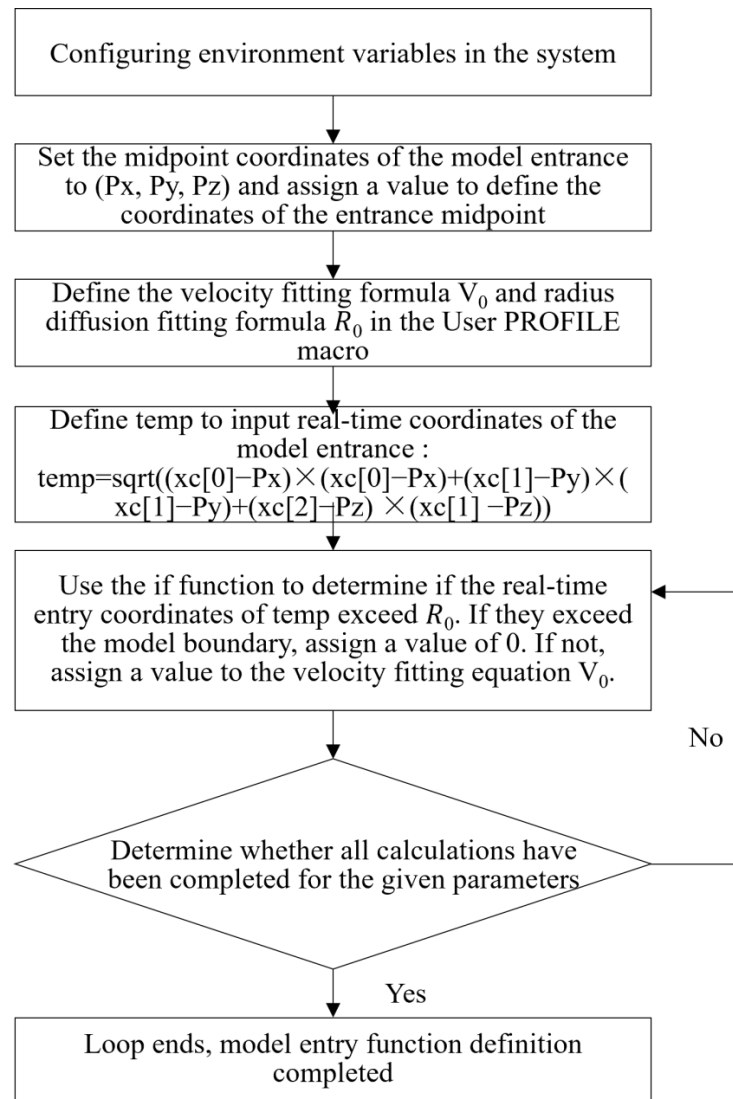 Configuring environment variables in the system
Set the midpoint coordinates of the model entrance
to (Px, Py, Pz) and assign a value to define the
coordinates of the entrance midpoint
Define the velocity fitting formula V₀ and radius
diffusion fitting formula R₀ in the User PROFILE
macro
Define temp to input real-time coordinates of the
model entrance :
temp=sqrt((xc[0]−Px)×(xc[0]−Px)+(xc[1]−Py)×(
xc[1]−Py)+(xc[2]−Pz) ×(xc[1] −Pz))
Use the if function to determine if the real-time
entry coordinates of temp exceed R₀. If they exceed
the model boundary, assign a value of 0. If not,
assign a value to the velocity fitting equation V₀.
No
Determine whether all calculations have
been completed for the given parameters
Yes
Loop ends, model entry function definition
completed